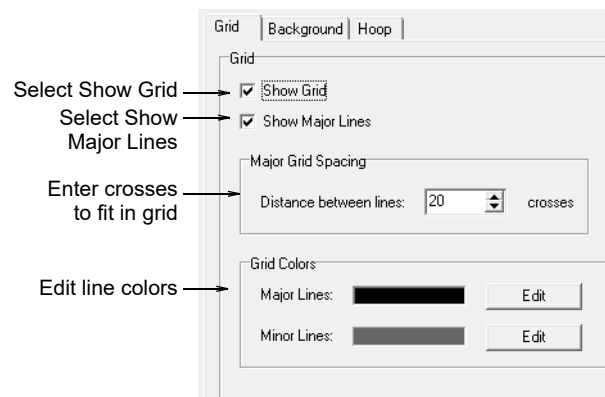 Grid Background Hoop
Grid
Select Show Grid
Show Grid
Select Show
Major Lines
Show Major Lines
Major Grid Spacing
Enter crosses
to fit in grid
Distance between lines: 20 crosses
Grid Colors
Edit line colors
Major Lines: Edit
Minor Lines: Edit